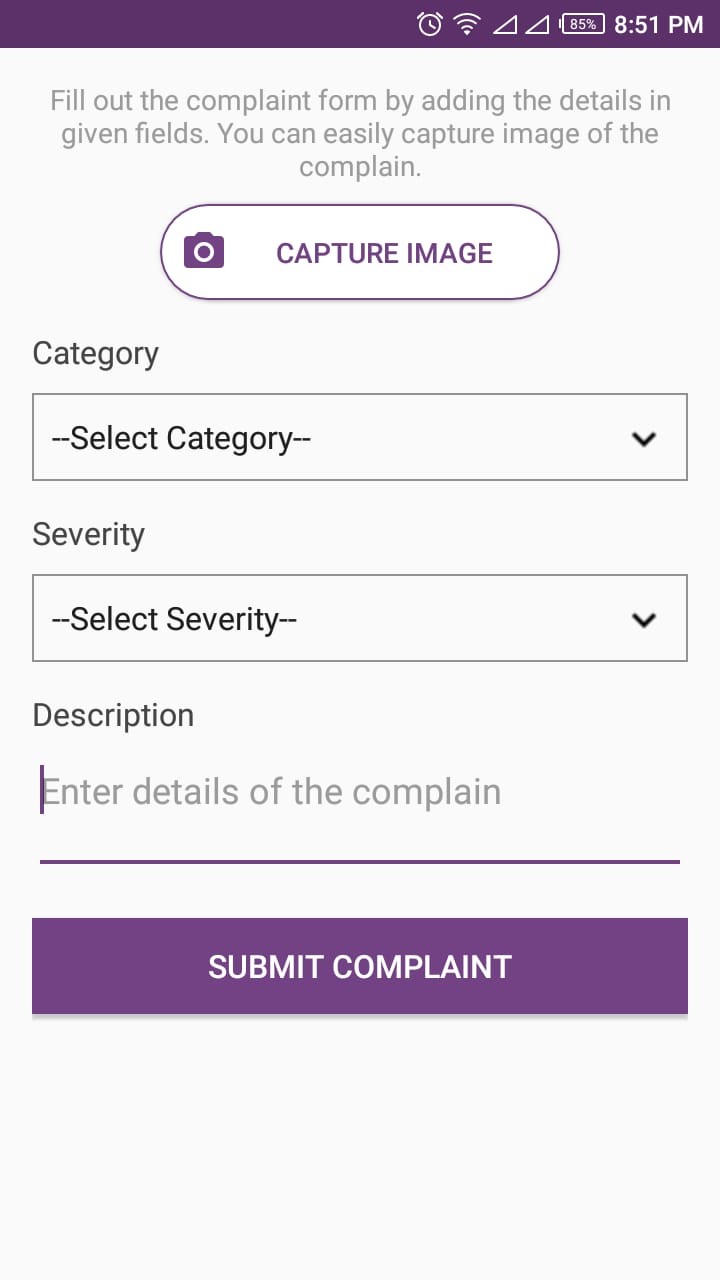 85% 8:51 PM
Fill out the complaint form by adding the details in
given fields. You can easily capture image of the
complain.
CAPTURE IMAGE
Category
--Select Category--
Severity
--Select Severity--
Description
Enter details of the complain
SUBMIT COMPLAINT